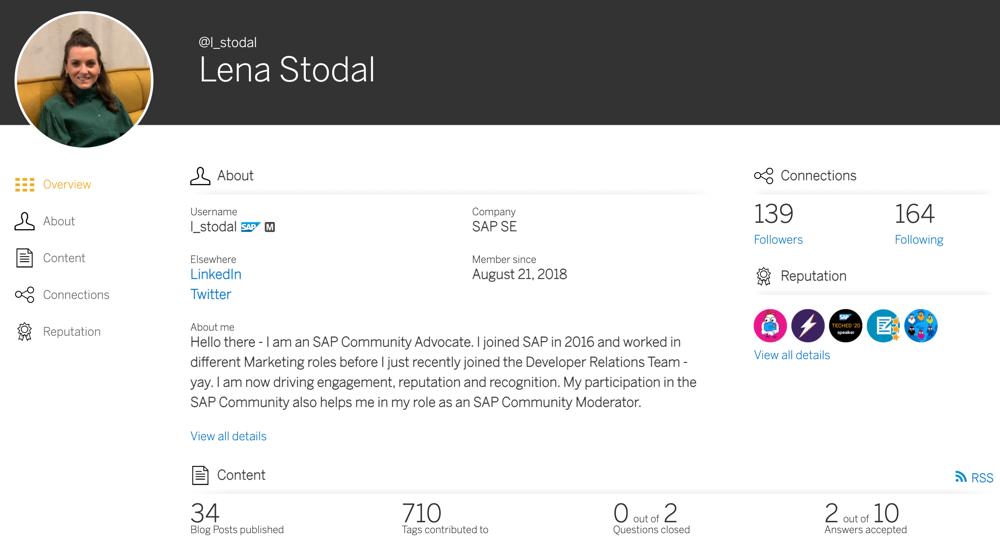 @l_stodal
Lena Stodal
Overview
About
Content
Connections
Reputation
About
Username
l_stodal SAP M
Company
SAP SE
Elsewhere
LinkedIn
Twitter
Member since
August 21, 2018
About me
Hello there - I am an SAP Community Advocate. I joined SAP in 2016 and worked in
different Marketing roles before I just recently joined the Developer Relations Team -
yay. I am now driving engagement, reputation and recognition. My participation in the
SAP Community also helps me in my role as an SAP Community Moderator.
View all details
Connections
139
Followers
164
Following
Reputation
SAP
TECHED '20
speaker
View all details
Content
RSS
34
Blog Posts published
710
Tags contributed to
0 out of 2
Questions closed
2 out of 10
Answers accepted